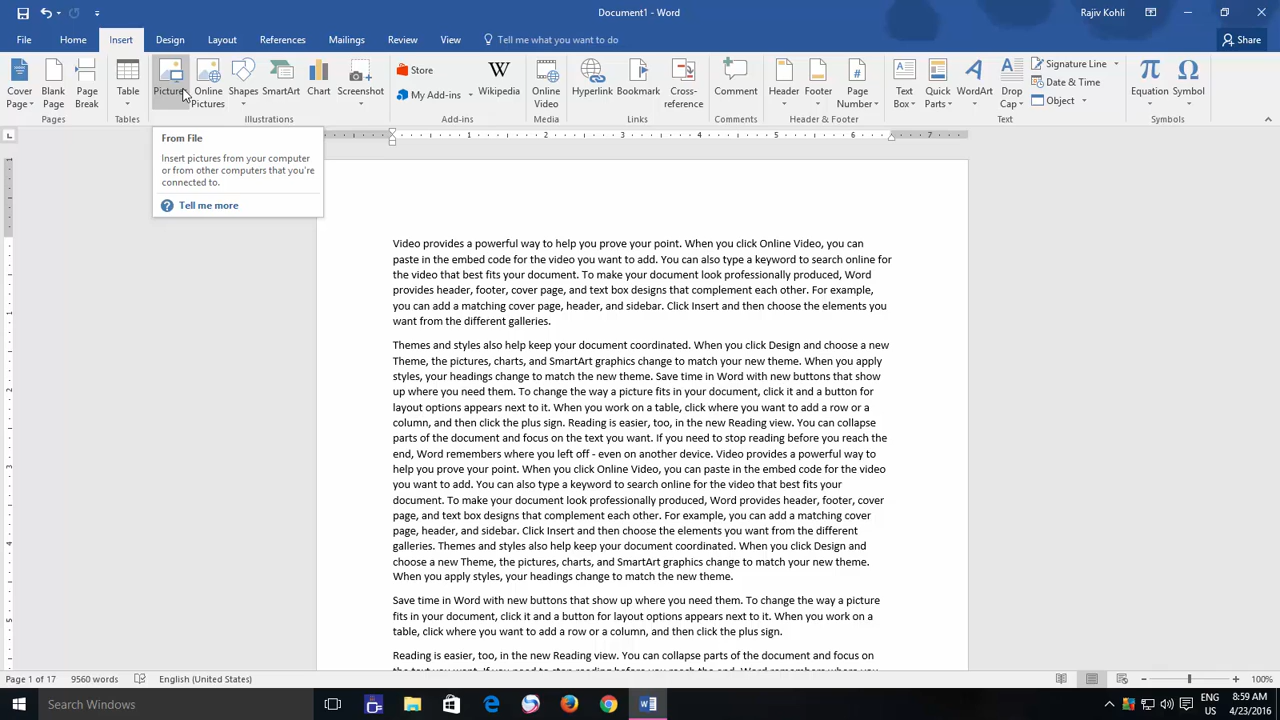 Document1 - Word
Rajiv Kohli
File Home Insert Design Layout References Mailings Review View Tell me what you want to do Share
Cover Page Blank Page Page Break Table Pictures Online Pictures Shapes SmartArt Chart Screenshot Store My Add-ins Wikipedia Online Video Hyperlink Bookmark Cross-reference Comment Header Footer Page Number Text Box Quick Parts WordArt Drop Cap Signature Line Date & Time Object Equation Symbol
Pages Tables Illustrations Add-ins Media Links Comments Header & Footer Text Symbols
From File
Insert pictures from your computer
or from other computers that you're
connected to.
Tell me more
Video provides a powerful way to help you prove your point. When you click Online Video, you can
paste in the embed code for the video you want to add. You can also type a keyword to search online for
the video that best fits your document. To make your document look professionally produced, Word
provides header, footer, cover page, and text box designs that complement each other. For example,
you can add a matching cover page, header, and sidebar. Click Insert and then choose the elements you
want from the different galleries.
Themes and styles also help keep your document coordinated. When you click Design and choose a new
Theme, the pictures, charts, and SmartArt graphics change to match your new theme. When you apply
styles, your headings change to match the new theme. Save time in Word with new buttons that show
up where you need them. To change the way a picture fits in your document, click it and a button for
layout options appears next to it. When you work on a table, click where you want to add a row or a
column, and then click the plus sign. Reading is easier, too, in the new Reading view. You can collapse
parts of the document and focus on the text you want. If you need to stop reading before you reach the
end, Word remembers where you left off - even on another device. Video provides a powerful way to
help you prove your point. When you click Online Video, you can paste in the embed code for the video
you want to add. You can also type a keyword to search online for the video that best fits your
document. To make your document look professionally produced, Word provides header, footer, cover
page, and text box designs that complement each other. For example, you can add a matching cover
page, header, and sidebar. Click Insert and then choose the elements you want from the different
galleries. Themes and styles also help keep your document coordinated. When you click Design and
choose a new Theme, the pictures, charts, and SmartArt graphics change to match your new theme.
When you apply styles, your headings change to match the new theme.
Save time in Word with new buttons that show up where you need them. To change the way a picture
fits in your document, click it and a button for layout options appears next to it. When you work on a
table, click where you want to add a row or a column, and then click the plus sign.
Reading is easier, too, in the new Reading view. You can collapse parts of the document and focus on
the text you want. If you need to stop reading before you reach the end, Word remembers where you
Page 1 of 17 9560 words English (United States) 100%
Search Windows
ENG 8:59 AM
US 4/23/2016